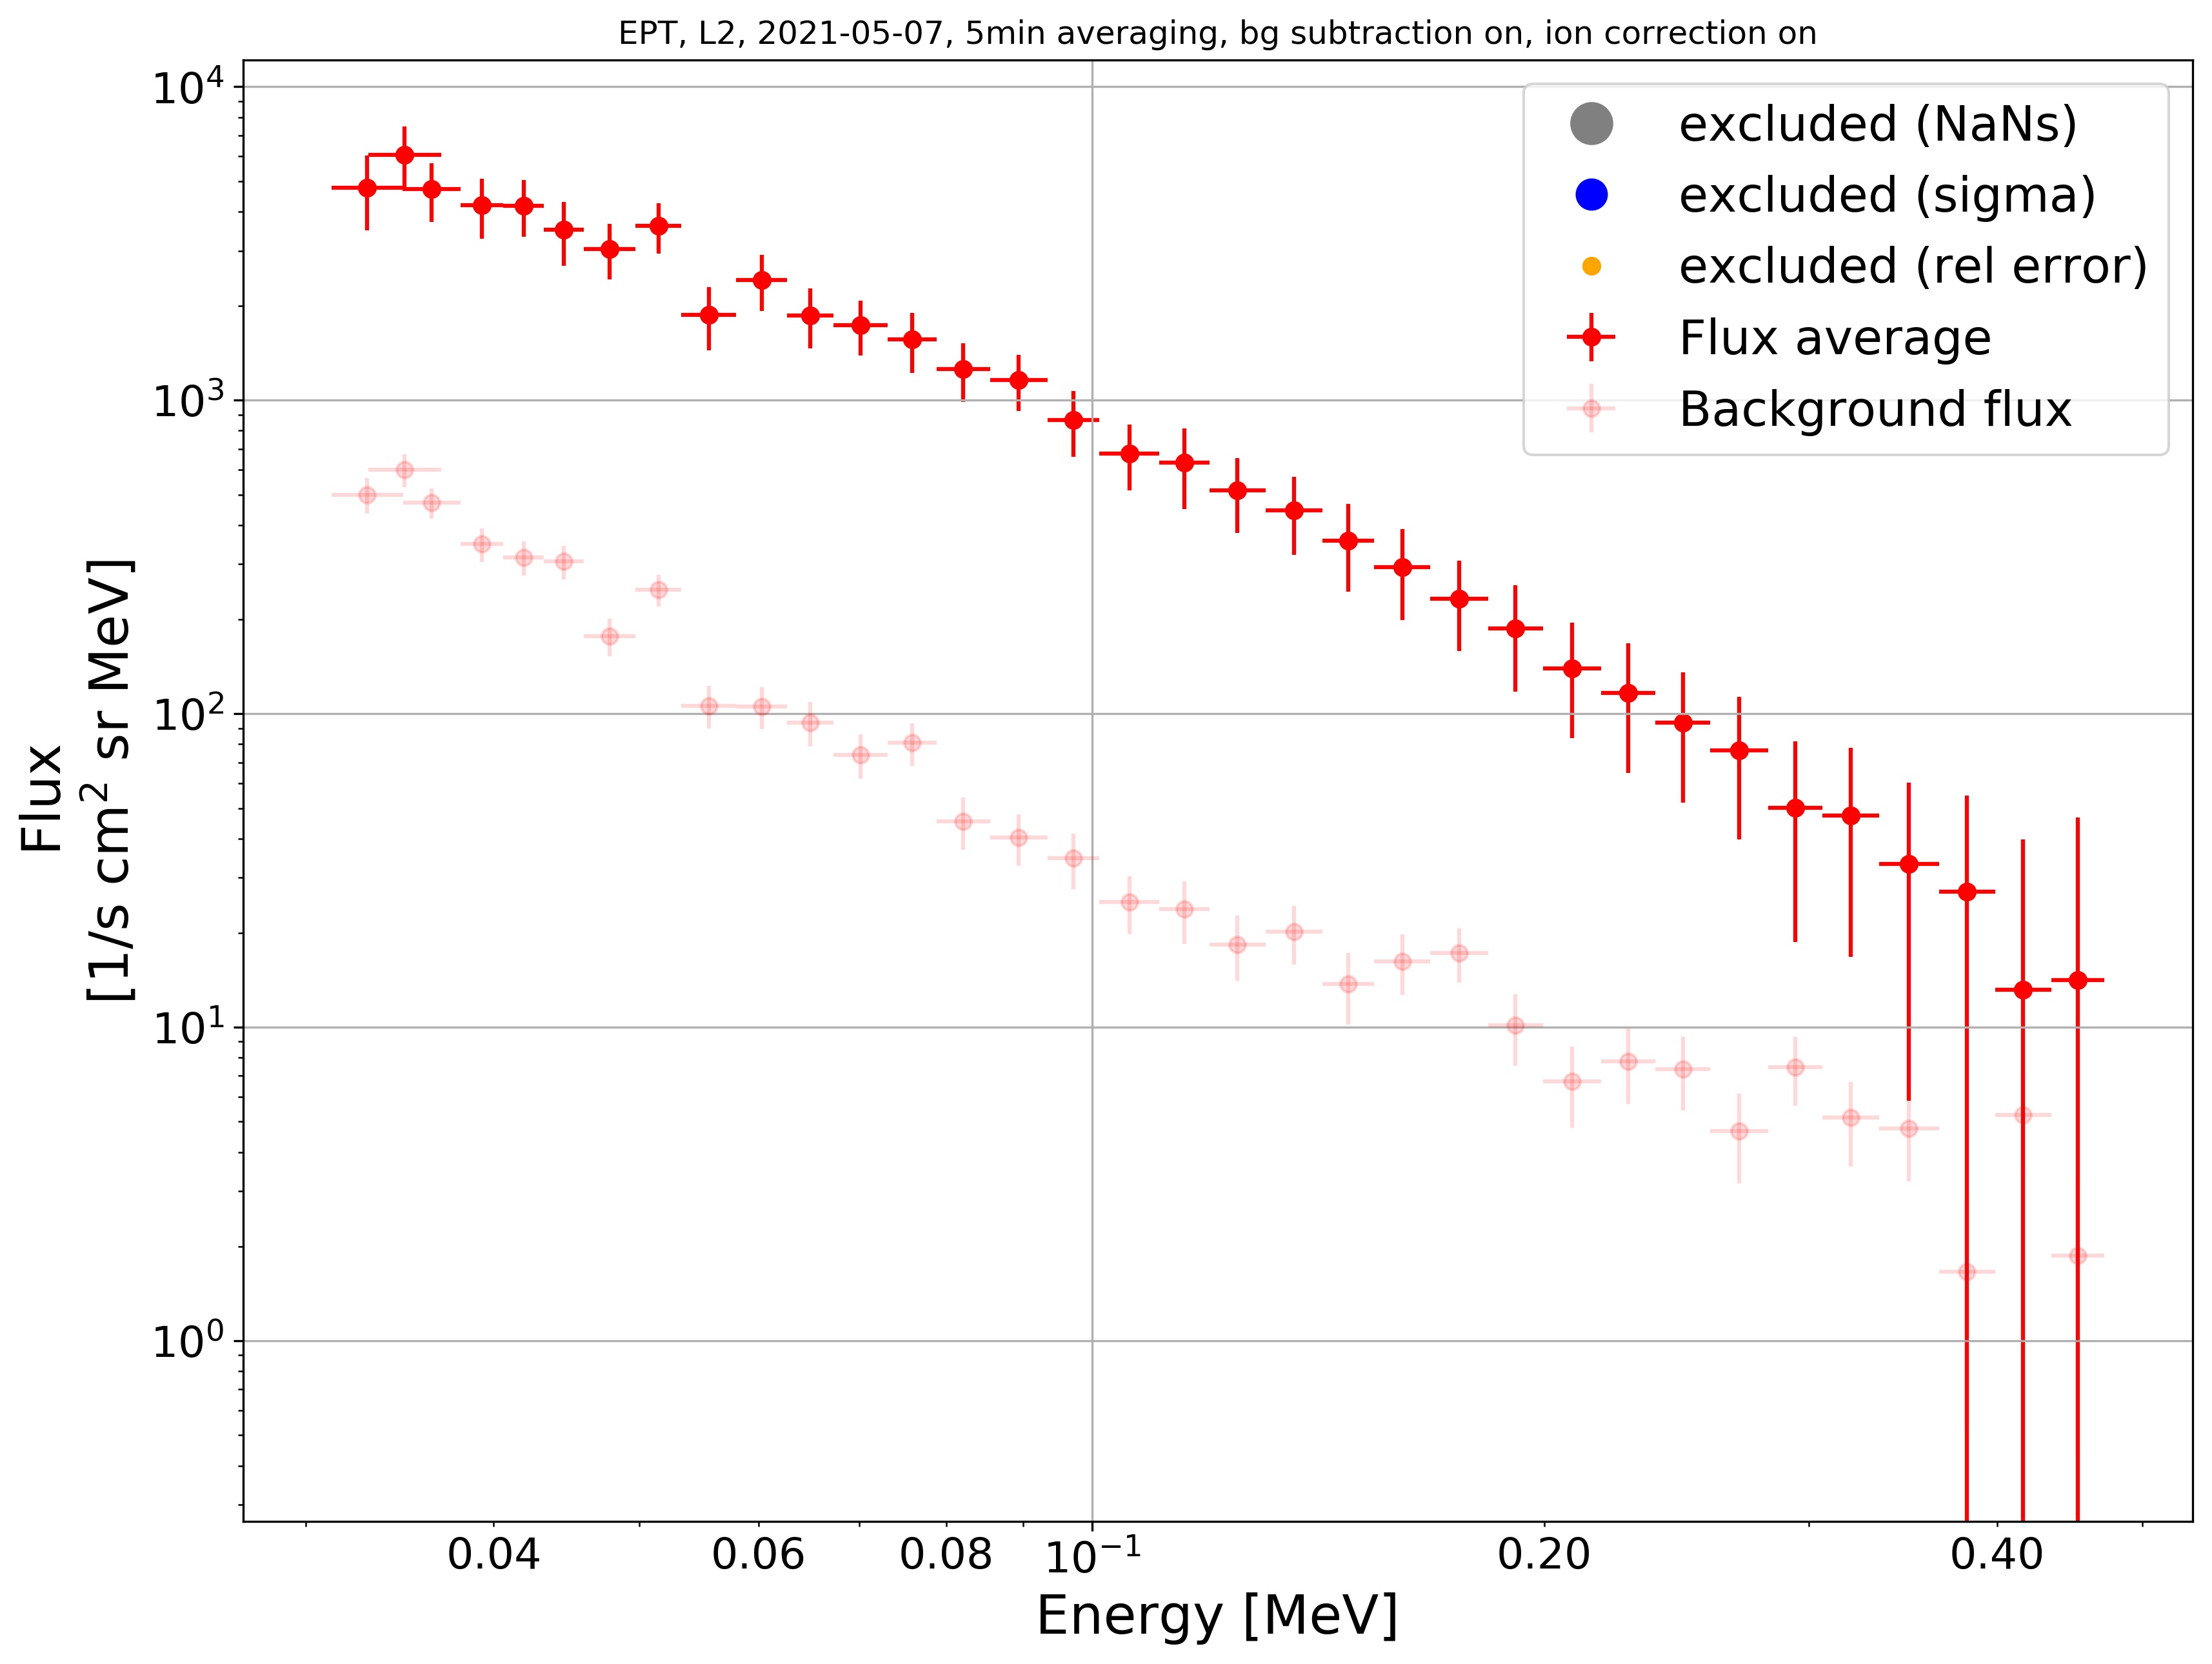 EPT, L2, 2021-05-07, 5min averaging, bg subtraction on, ion correction on
10⁴
10³
10²
10¹
10⁰
Flux
[1/s cm² sr MeV]
excluded (NaNs)
excluded (sigma)
excluded (rel error)
Flux average
Background flux
0.04 0.06 0.08 10⁻¹ 0.20 0.40
Energy [MeV]